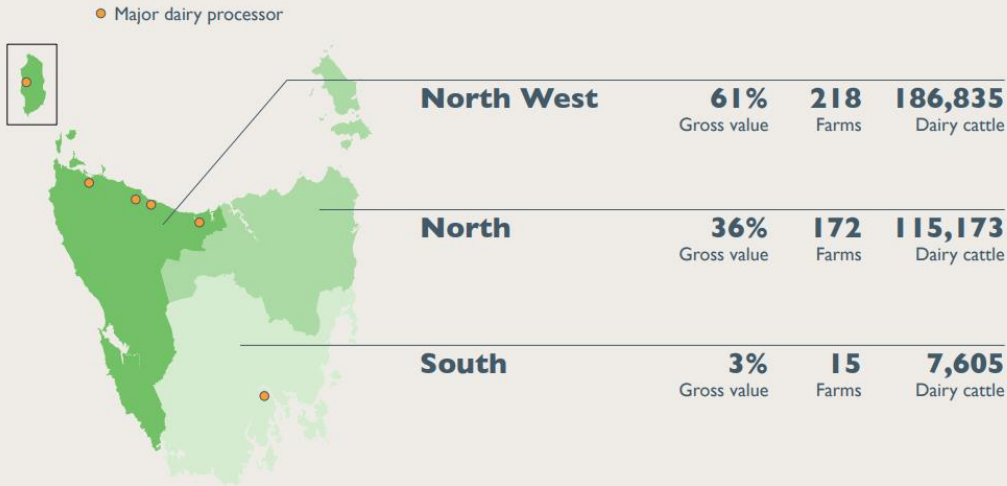 Major dairy processor
North West 61% 218 186,835
Gross value Farms Dairy cattle
North 36% 172 115,173
Gross value Farms Dairy cattle
South 3% 15 7,605
Gross value Farms Dairy cattle